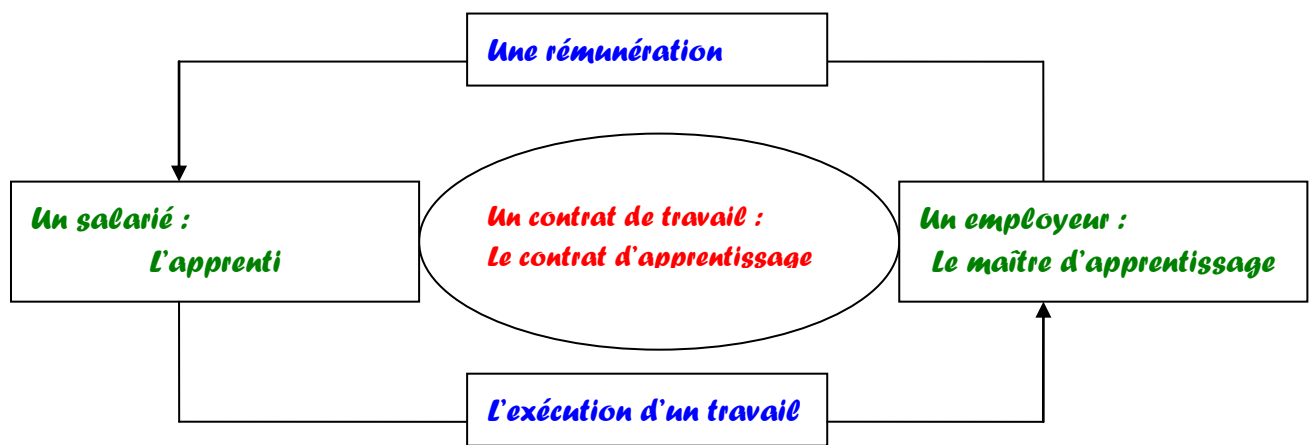 Une rémunération
Un salarié :
L'apprenti
Un contrat de travail :
Le contrat d'apprentissage
Un employeur :
Le maître d'apprentissage
L'exécution d'un travail